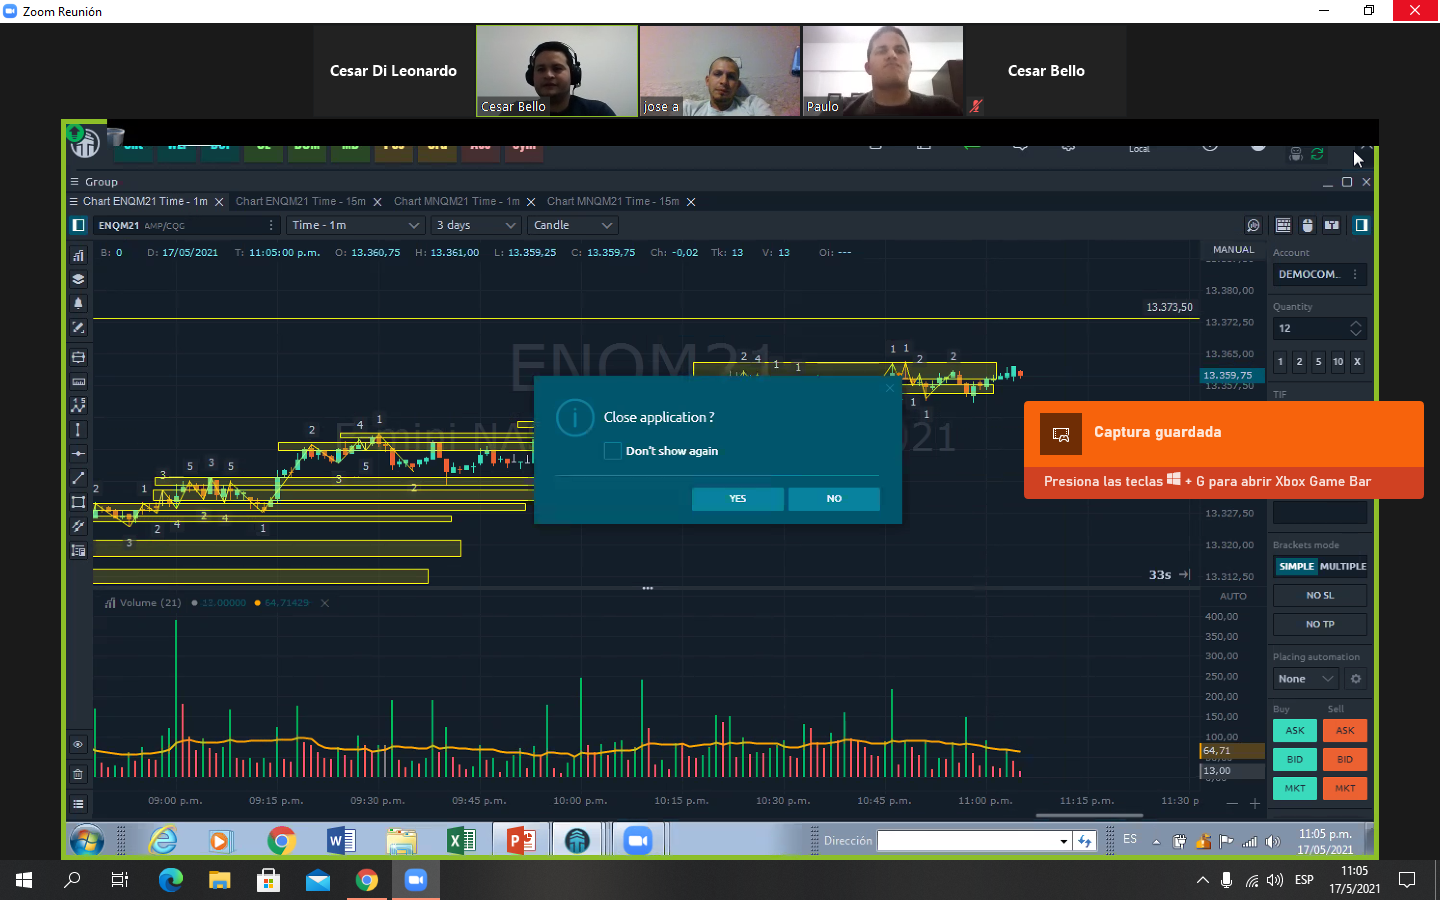 Zoom Reunión
Cesar Di Leonardo
Cesar Bello
jose a
Paulo
Cesar Bello
Local
Group
Chart ENQM21 Time - 1m
Chart ENQM21 Time - 15m
Chart MNQM21 Time - 1m
Chart MNQM21 Time - 15m
ENQM21 AMP/CQG
Time - 1m
3 days
Candle
B: 0 D: 17/05/2021 T: 11:05:00 p.m. O: 13.360,75 H: 13.361,00 L: 13.359,25 C: 13.359,75 Ch: -0,02 Tk: 13 V: 13 Oi: ---
MANUAL
Account
DEMOCOM..
Quantity
12
1 2 5 10 X
TIF
13.380,00
13.373,50
13.372,50
13.365,00
13.359,75
13.357,50
13.327,50
13.320,00
13.312,50
ENQM21
Close application ?
Don't show again
YES
NO
Captura guardada
Presiona las teclas + G para abrir Xbox Game Bar
33s
Brackets mode
SIMPLE MULTIPLE
NO SL
NO TP
Placing automation
None
Buy Sell
ASK ASK
BID BID
MKT MKT
Volume (21) 12.00000 64,71429
AUTO
400,00
350,00
300,00
250,00
200,00
150,00
100,00
64,71
13,00
09:00 p.m. 09:15 p.m. 09:30 p.m. 09:45 p.m. 10:00 p.m. 10:15 p.m. 10:30 p.m. 10:45 p.m. 11:00 p.m. 11:15 p.m. 11:30 p
Dirección
ES
11:05 p.m.
17/05/2021
ESP
11:05
17/5/2021